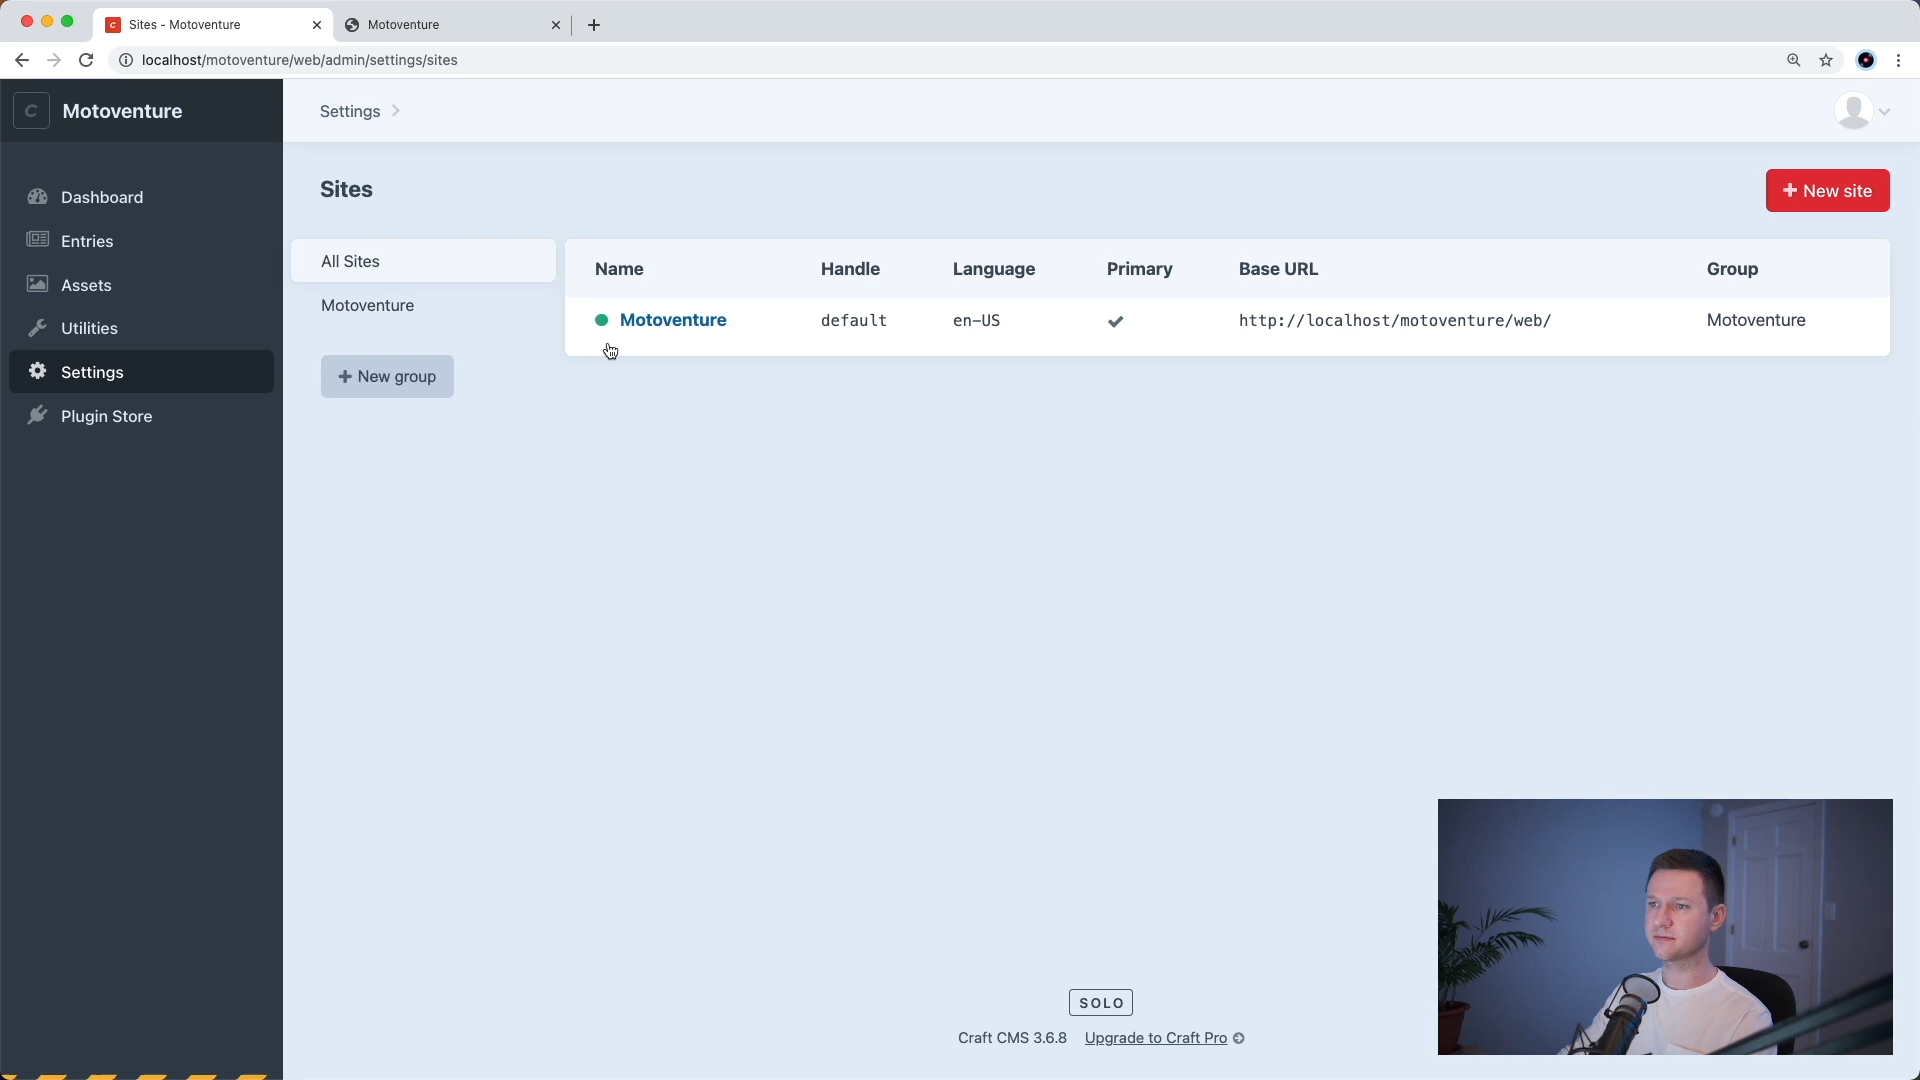 Sites - Motoventure
Motoventure
localhost/motoventure/web/admin/settings/sites
C Motoventure
Settings
Dashboard
Entries
Assets
Utilities
Settings
Plugin Store
Sites
+ New site
All Sites
Motoventure
+ New group
Name Handle Language Primary Base URL Group
Motoventure default en-US http://localhost/motoventure/web/ Motoventure
SOLO
Craft CMS 3.6.8 Upgrade to Craft Pro